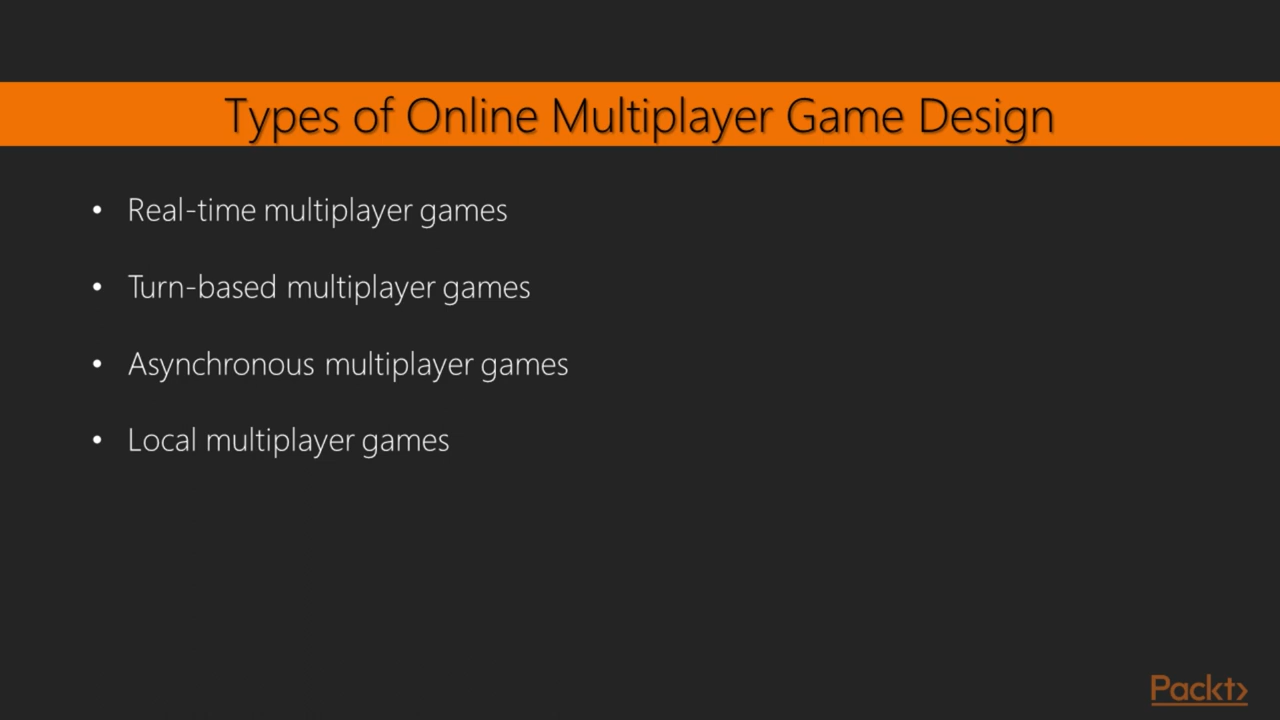 Types of Online Multiplayer Game Design
• Real-time multiplayer games
• Turn-based multiplayer games
• Asynchronous multiplayer games
• Local multiplayer games
Packt>